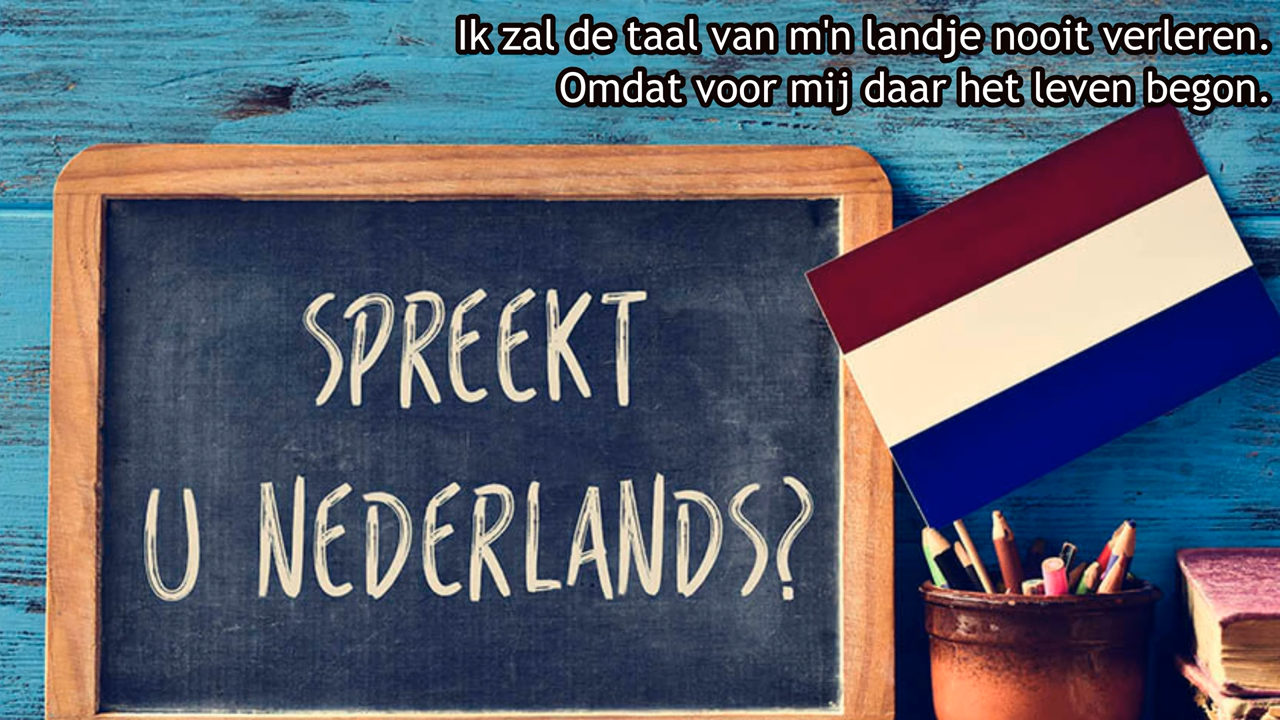 Ik zal de taal van m'n landje nooit verleren.
Omdat voor mij daar het leven begon.
SPREEKT
U NEDERLANDS?